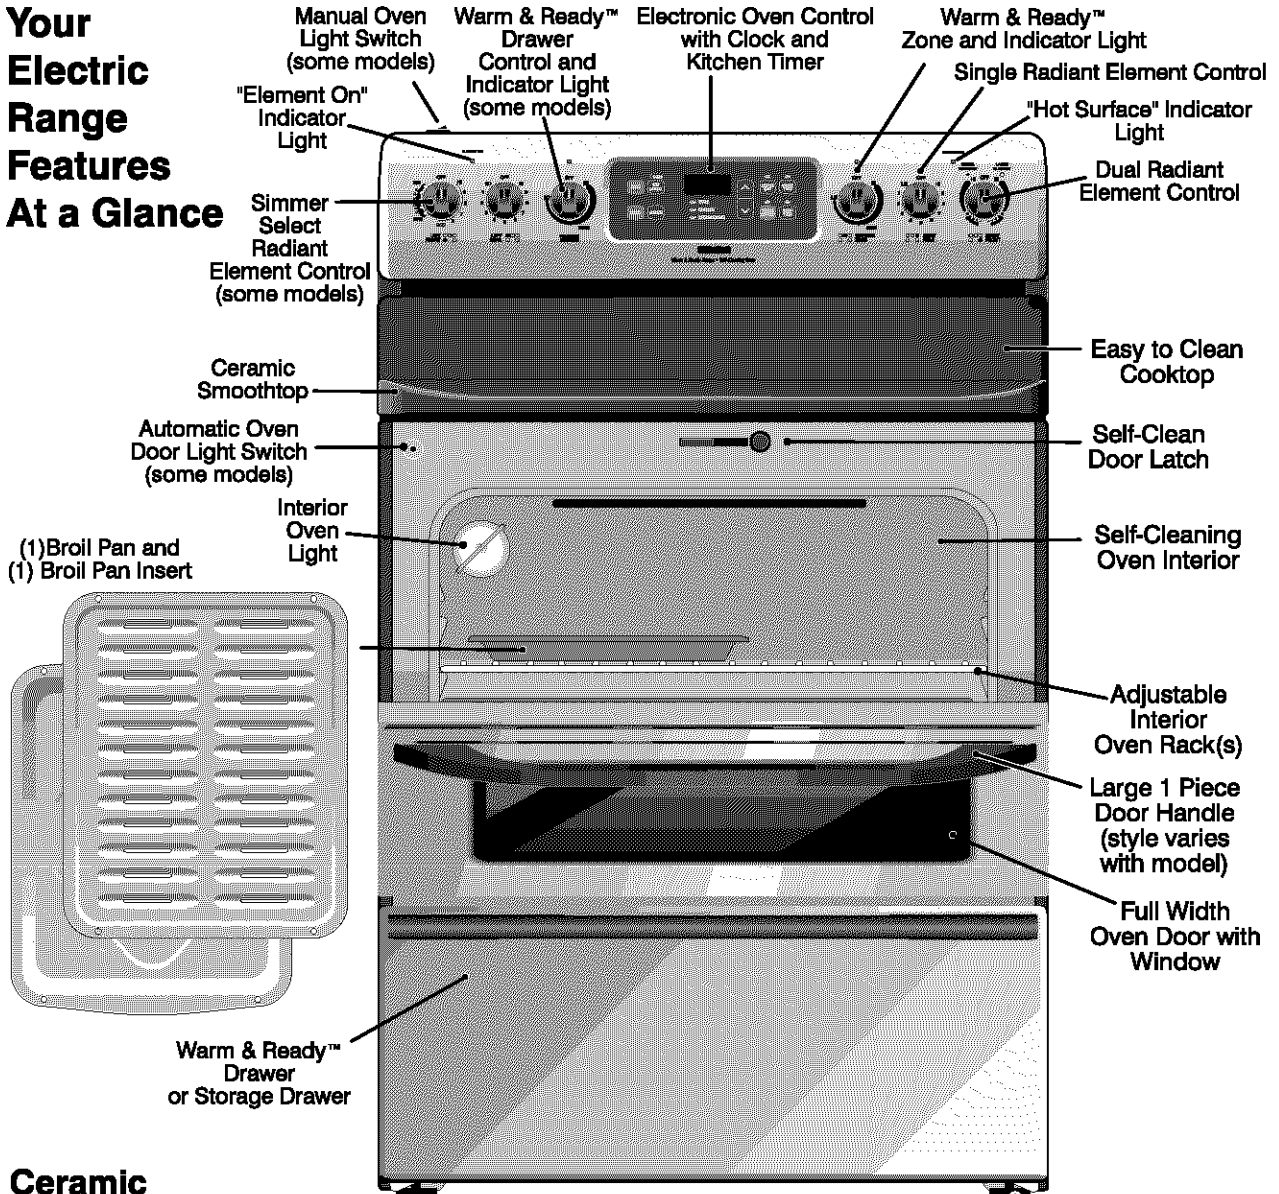 Your
Electric
Range
Features
At a Glance
Manual Oven
Light Switch
(some models)
Warm & Ready™
Drawer
Control and
Indicator Light
(some models)
Electronic Oven Control
with Clock and
Kitchen Timer
Warm & Ready™
Zone and Indicator Light
Single Radiant Element Control
"Element On"
Indicator
Light
"Hot Surface" Indicator
Light
Dual Radiant
Element Control
Simmer
Select
Radiant
Element Control
(some models)
Easy to Clean
Cooktop
Ceramic
Smoothtop
Automatic Oven
Door Light Switch
(some models)
Self-Clean
Door Latch
Interior
Oven
Light
Self-Cleaning
Oven Interior
(1)Broil Pan and
(1) Broil Pan Insert
Adjustable
Interior
Oven Rack(s)
Large 1 Piece
Door Handle
(style varies
with model)
Full Width
Oven Door with
Window
Warm & Ready™
Drawer
or Storage Drawer
Ceramic